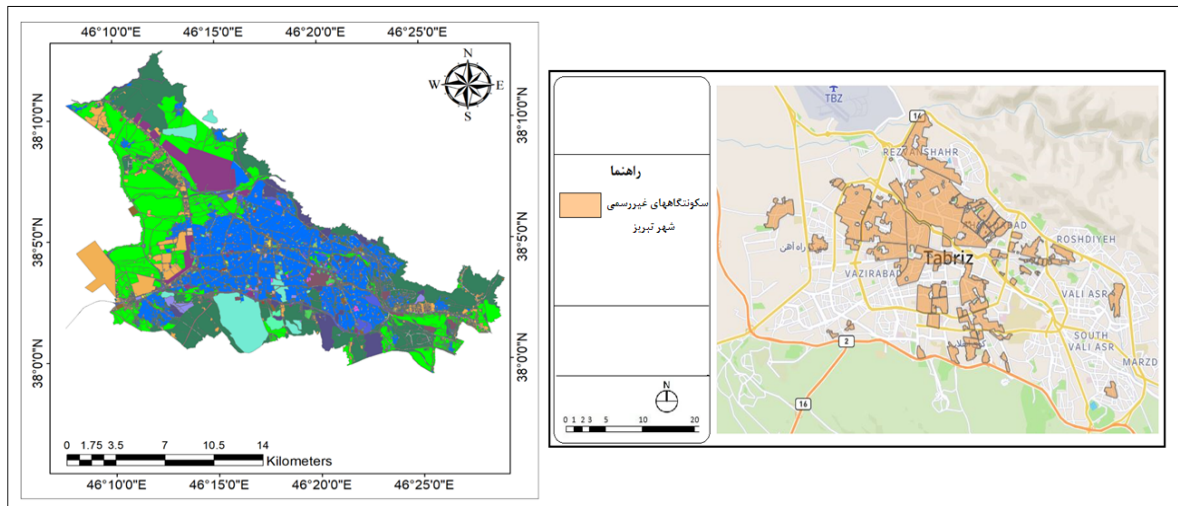 46°10'0"E 46°15'0"E 46°20'0"E 46°25'0"E
N
W E
S
38°10'0"N 38°10'0"N
38°5'0"N 38°5'0"N
38°0'0"N 38°0'0"N
0 1.75 3.5 7 10.5 14
Kilometers
46°10'0"E 46°15'0"E 46°20'0"E 46°25'0"E
راهنما
سکونتگاههای غیررسمی
شهر تبریز
N
0 1 2 3 5 10 20
TBZ
16
راه آهن
VAZIRABAD
Tabriz
ROSHDIYEH
VALI ASR
SOUTH
VALI ASR
MARZD
2
16